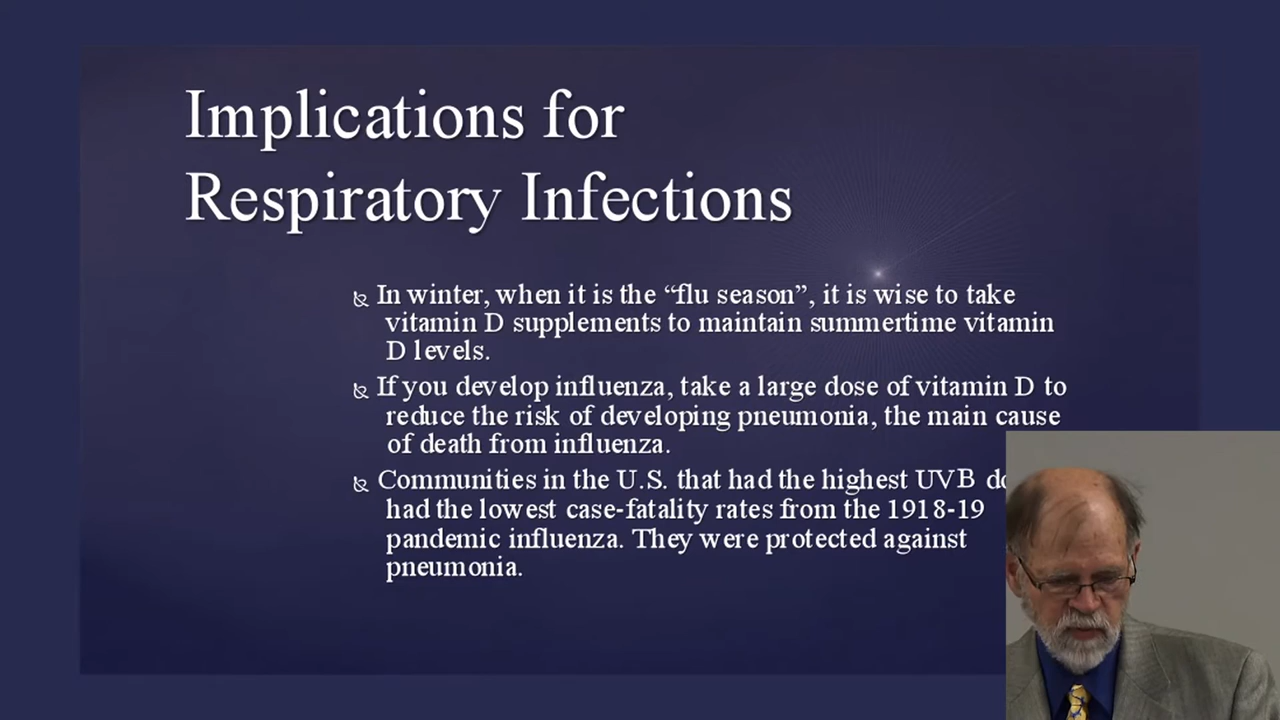 Implications for
Respiratory Infections
In winter, when it is the “flu season”, it is wise to take
vitamin D supplements to maintain summertime vitamin
D levels.
If you develop influenza, take a large dose of vitamin D to
reduce the risk of developing pneumonia, the main cause
of death from influenza.
Communities in the U.S. that had the highest UVB
had the lowest case-fatality rates from the 1918-19
pandemic influenza. They were protected against
pneumonia.